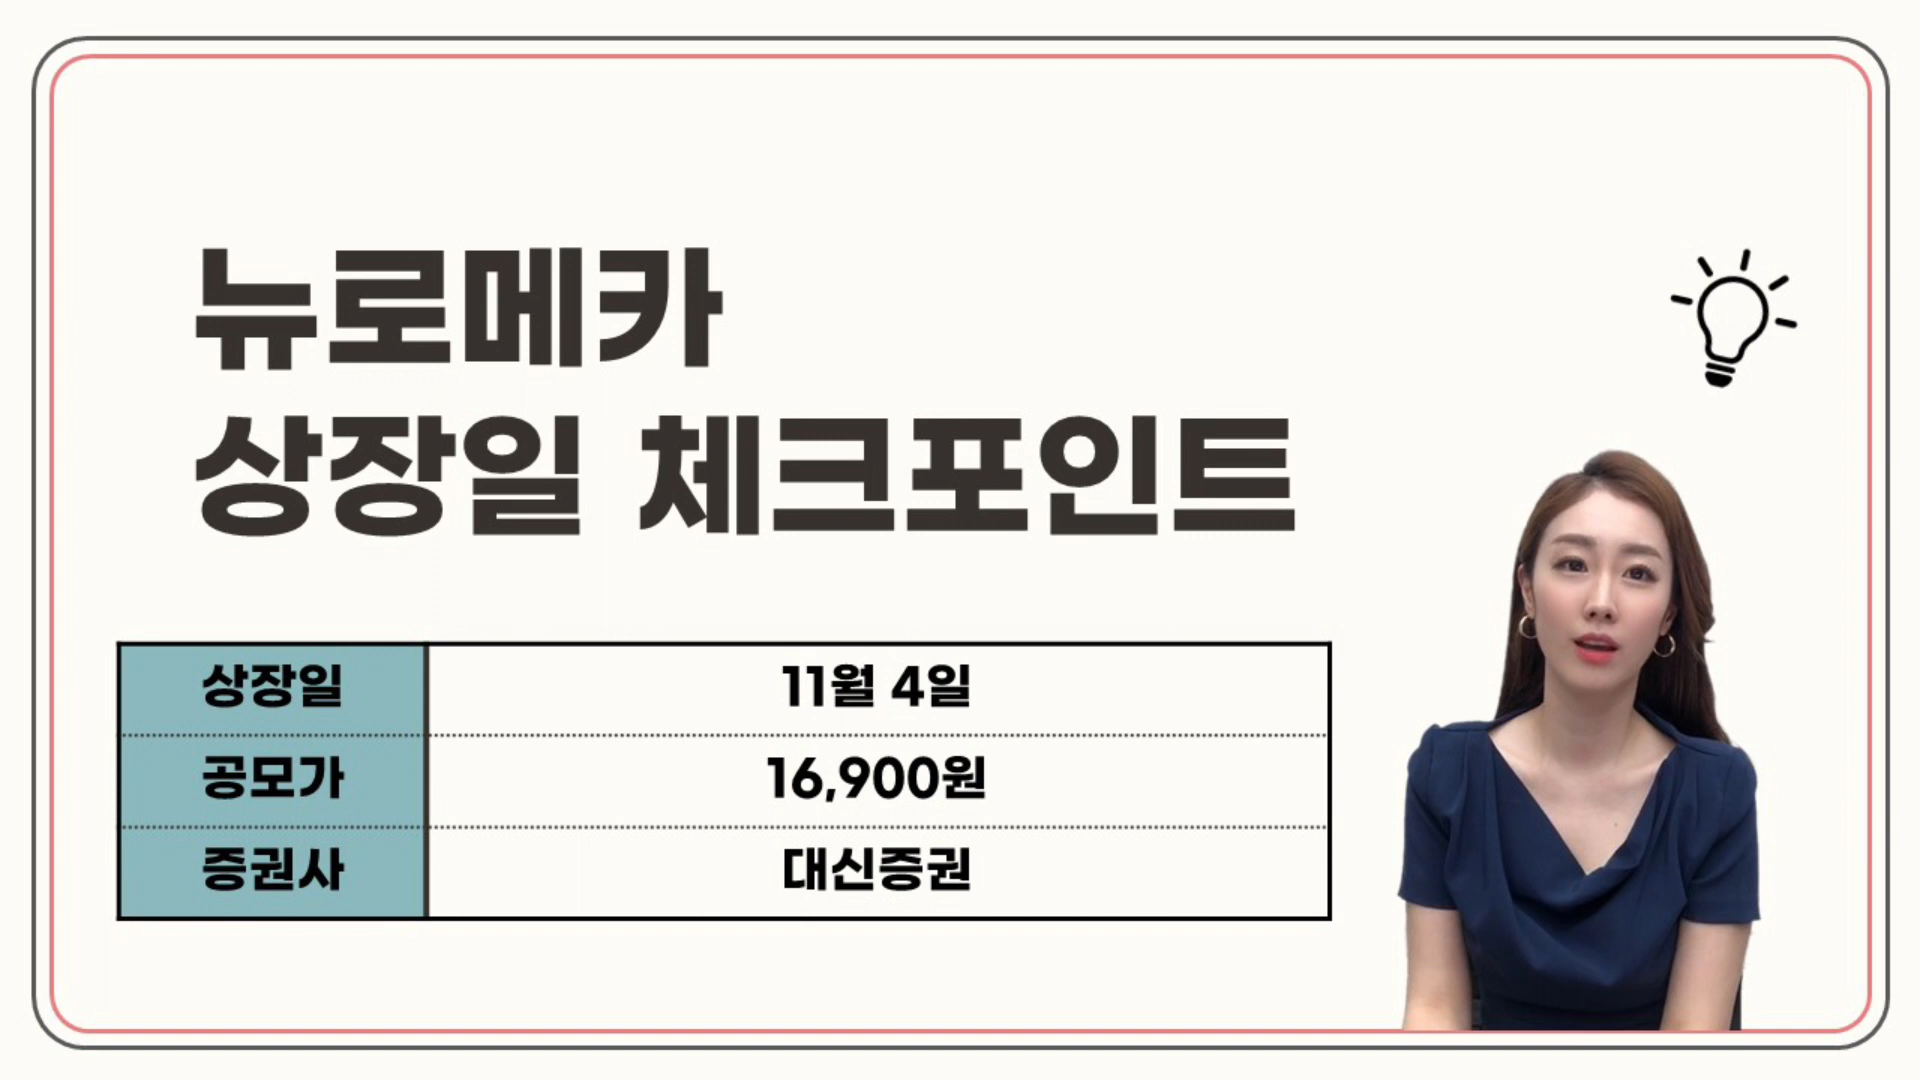 뉴로메카
상장일 체크포인트
상장일 11월 4일
공모가 16,900원
증권사 대신증권